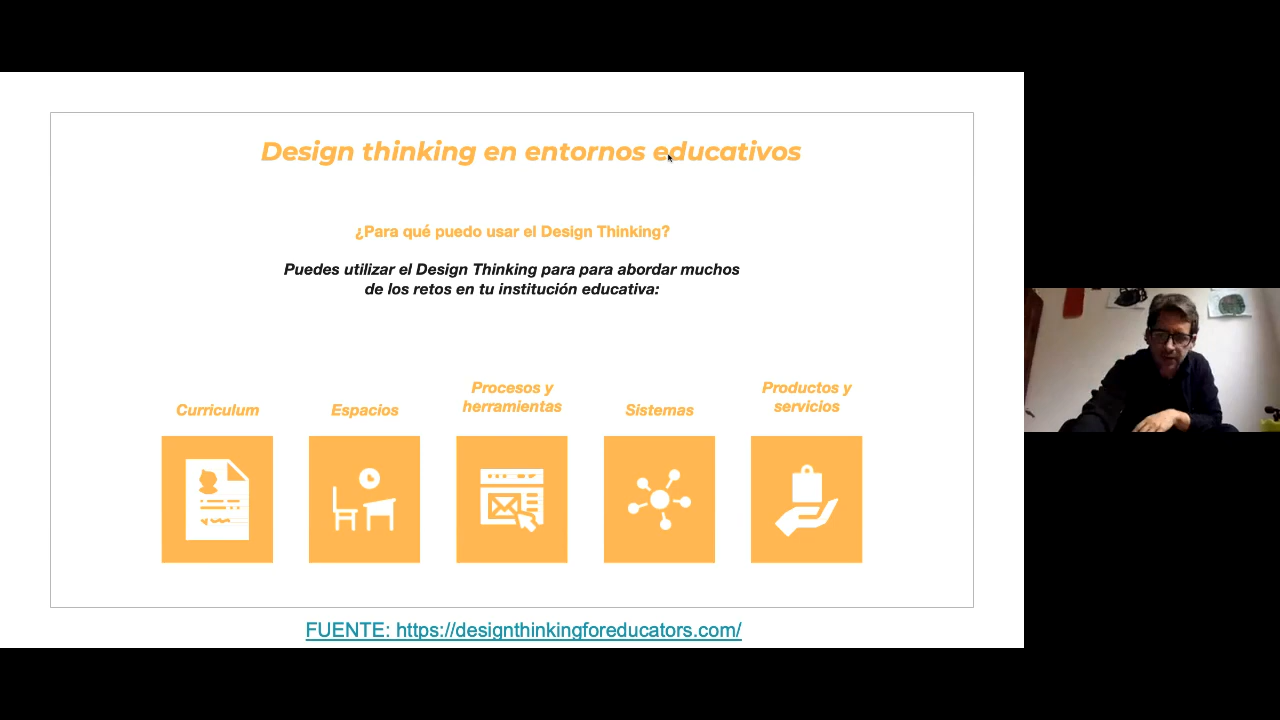 Design thinking en entornos educativos
¿Para qué puedo usar el Design Thinking?
Puedes utilizar el Design Thinking para para abordar muchos
de los retos en tu institución educativa:
Curriculum
Espacios
Procesos y
herramientas
Sistemas
Productos y
servicios
FUENTE: https://designthinkingforeducators.com/